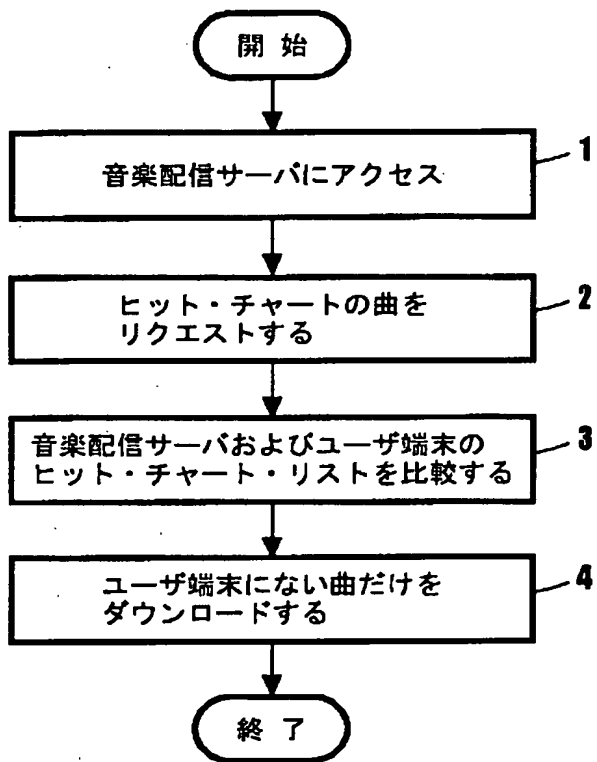 開始
音楽配信サーバにアクセス
1
ヒット・チャートの曲を
リクエストする
2
音楽配信サーバおよびユーザ端末の
ヒット・チャート・リストを比較する
3
ユーザ端末にない曲だけを
ダウンロードする
4
終了